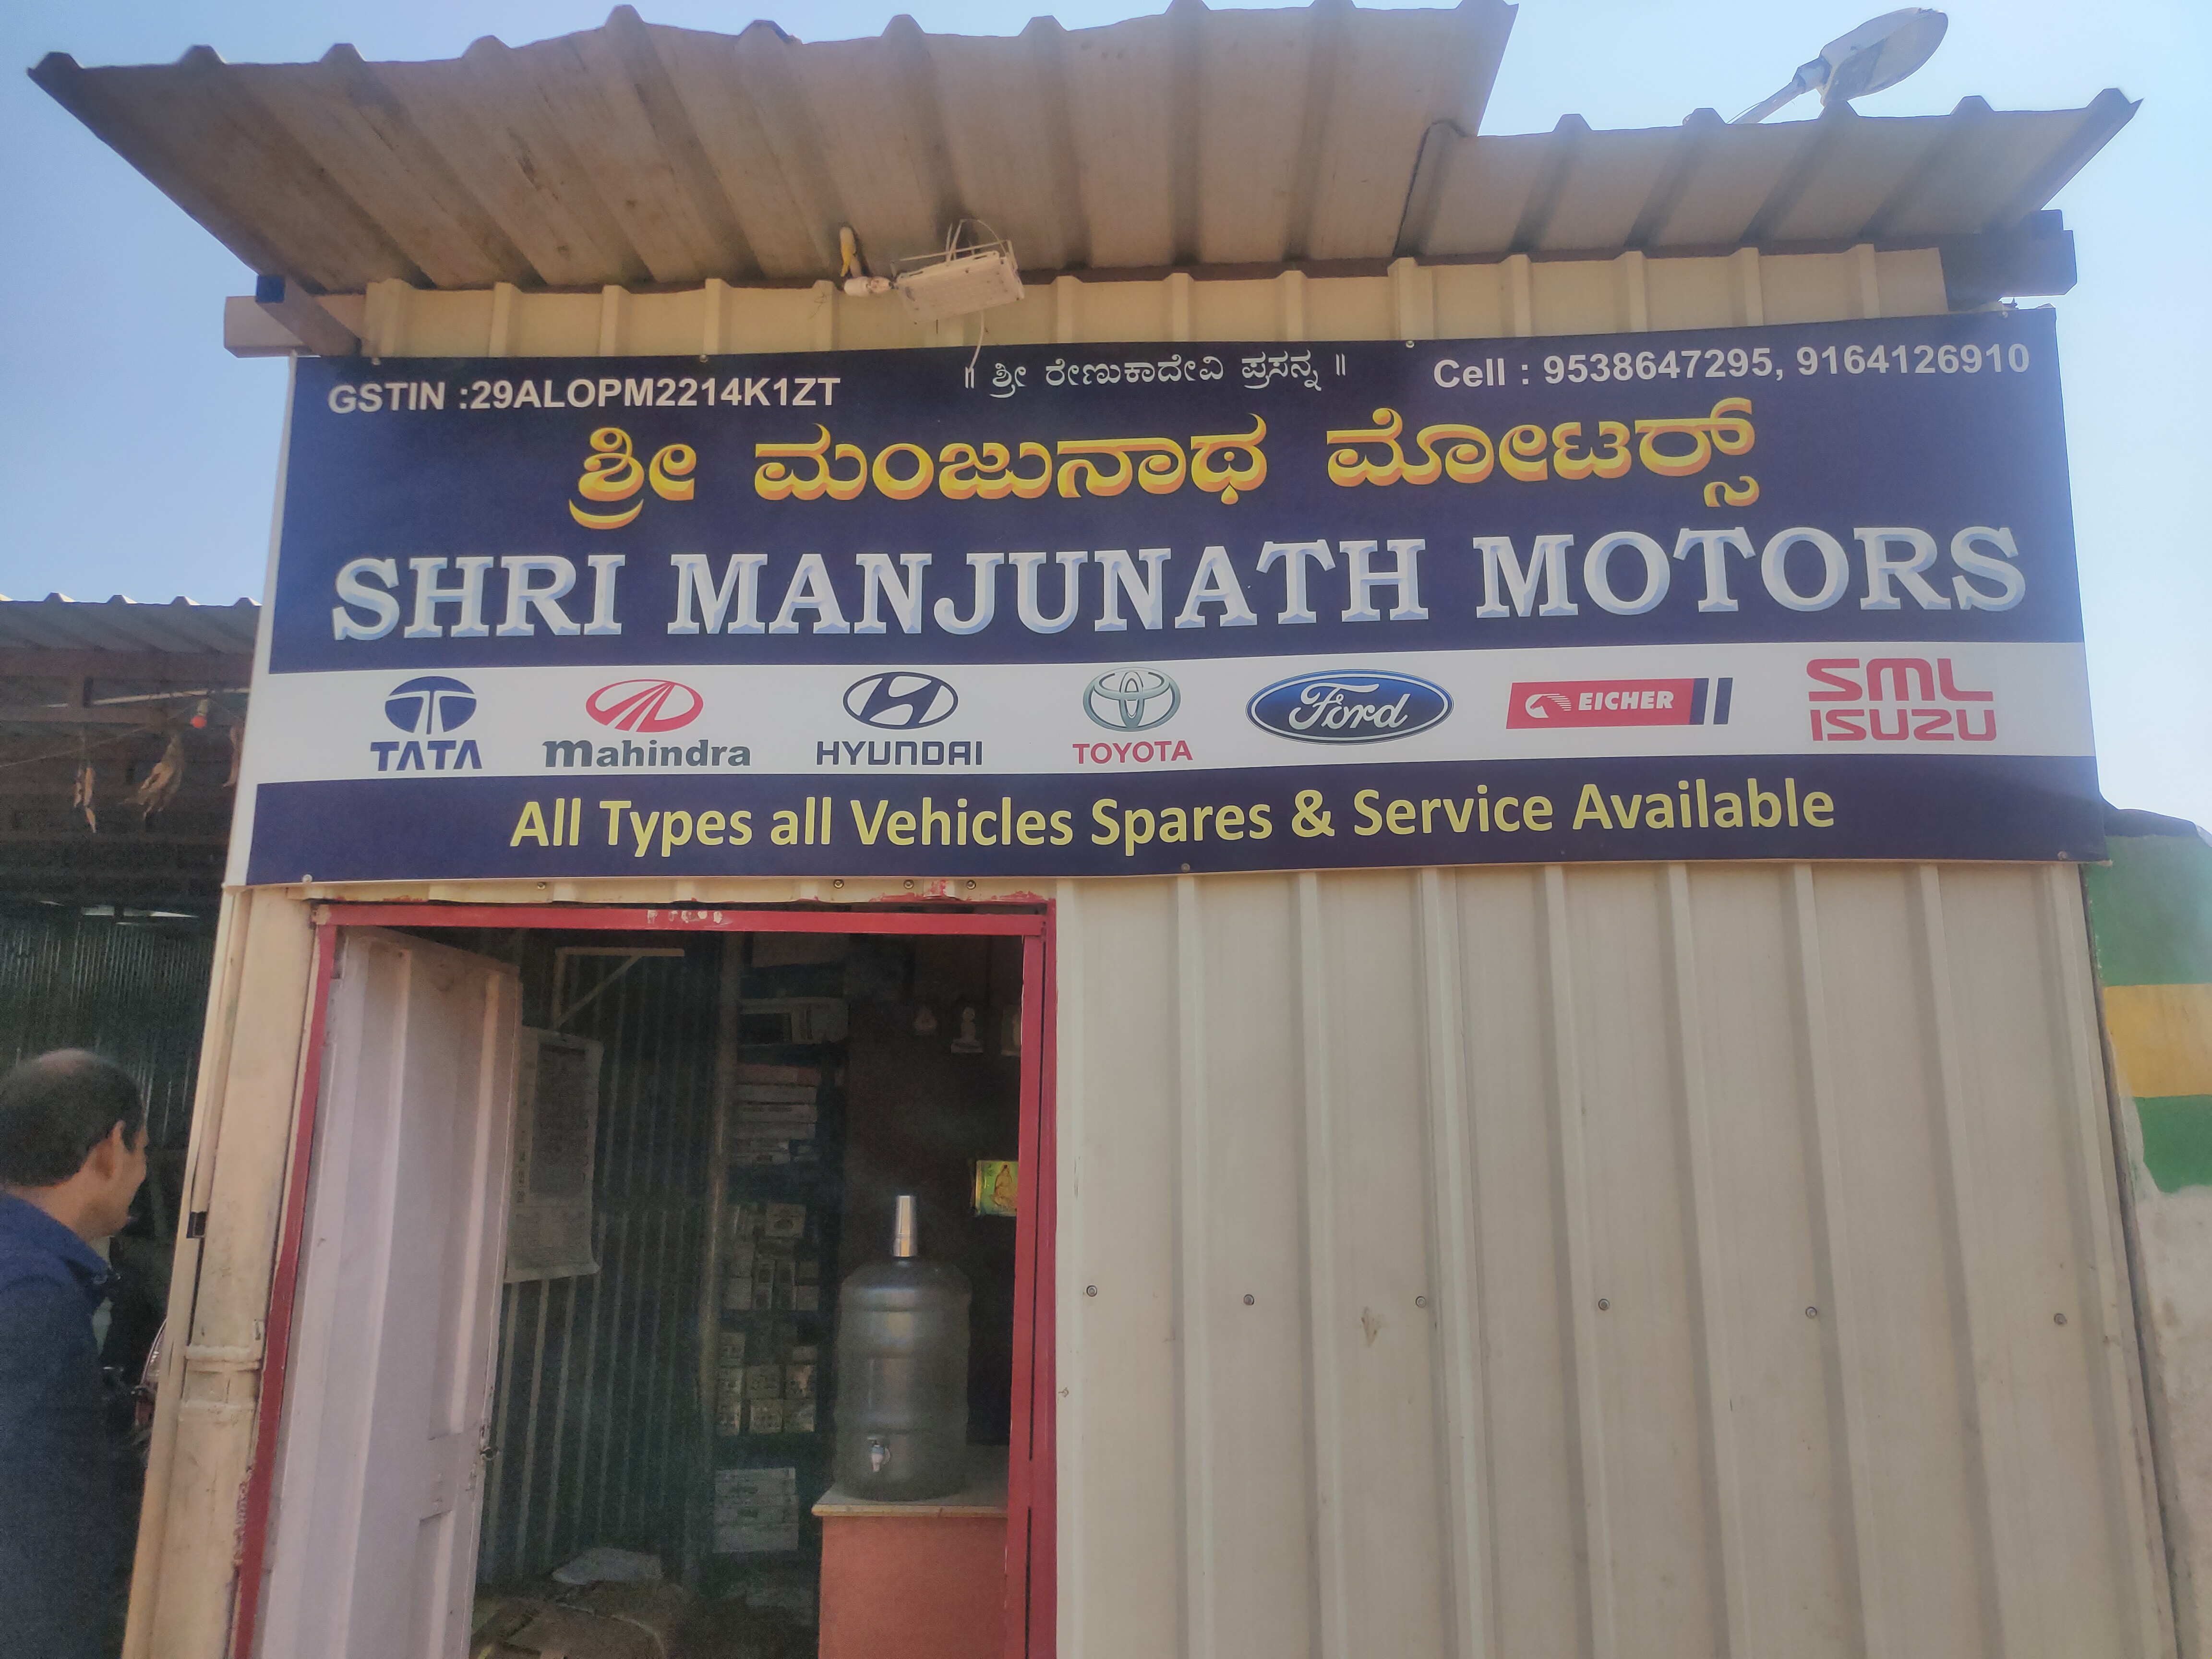 GSTIN :29ALOPM2214K1ZT
॥ ಶ್ರೀ ರೇಣುಕಾದೇವಿ ಪ್ರಸನ್ನ ॥
Cell : 9538647295, 9164126910
ಶ್ರೀ ಮಂಜುನಾಥ ಮೋಟರ್‍ಸ್
SHRI MANJUNATH MOTORS
TATA
mahindra
HYUNDAI
TOYOTA
Ford
EICHER
SML
ISUZU
All Types all Vehicles Spares & Service Available